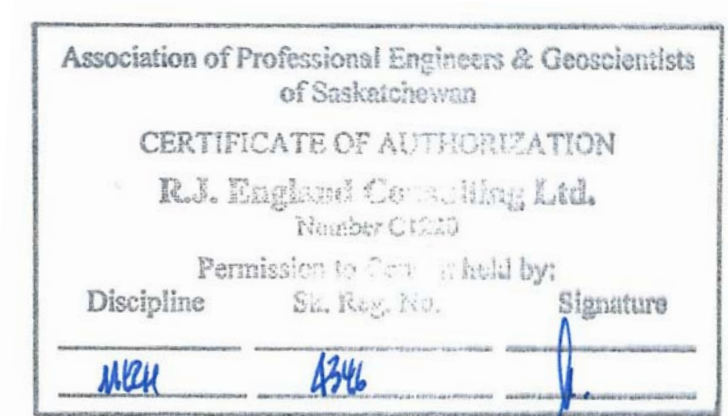 Association of Professional Engineers & Geoscientists
of Saskatchewan
CERTIFICATE OF AUTHORIZATION
R.J. England Consulting Ltd.
Number
Permission to held by:
Discipline Sk. Reg. No. Signature
4346